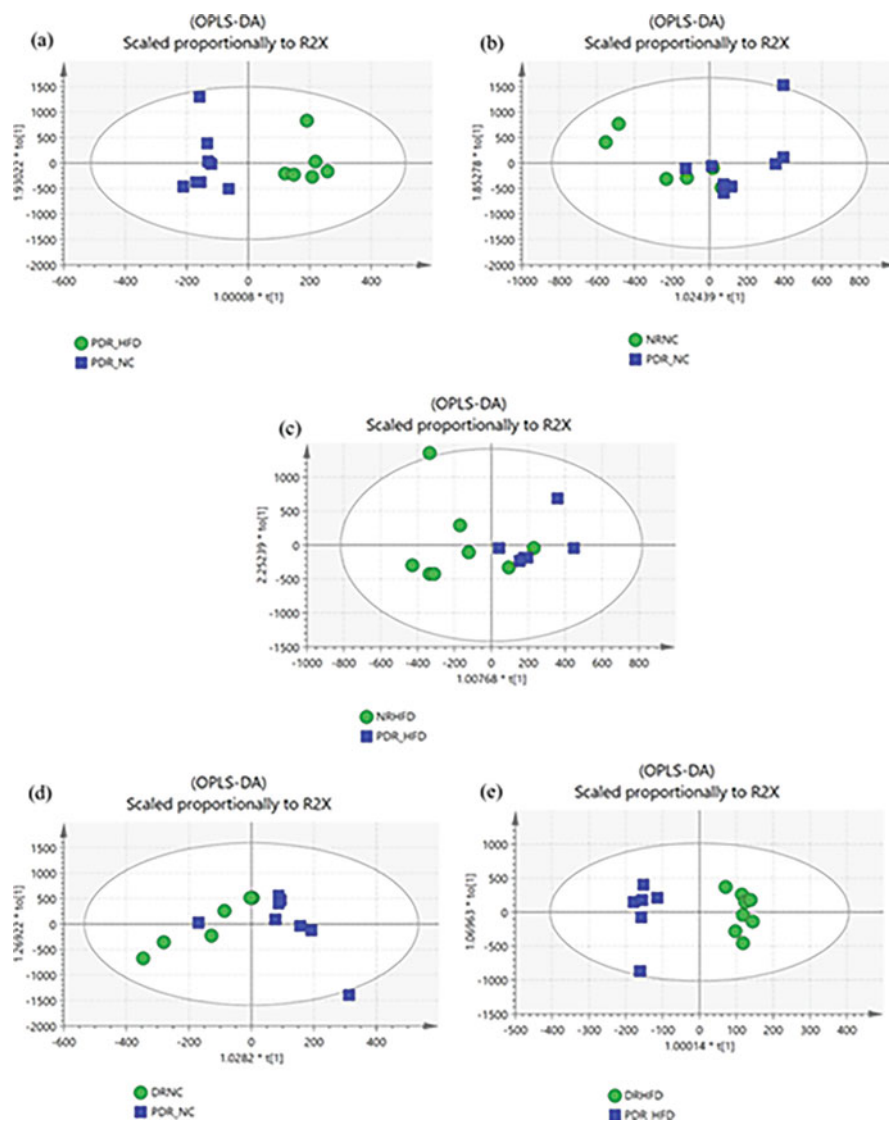 (a)
(OPLS-DA)
Scaled proportionally to R2X
1.93022 * to[1]
1500
1000
500
0
-500
-1000
-1500
-2000
-600 -400 -200 0 200 400
1.00008 * t[1]
PDR_HFD
PDR_NC
(b)
(OPLS-DA)
Scaled proportionally to R2X
1.85278 * to[1]
1500
1000
500
0
-500
-1000
-1500
-2000
-1000 -800 -600 -400 -200 0 200 400 600 800
1.02439 * t[1]
NRNC
PDR_NC
(c)
(OPLS-DA)
Scaled proportionally to R2X
2.25239 * to[1]
1000
500
0
-500
-1000
-1500
-1000 -800 -600 -400 -200 0 200 400 600 800
1.00768 * t[1]
NRHFD
PDR_HFD
(d)
(OPLS-DA)
Scaled proportionally to R2X
1.26922 * to[1]
1500
1000
500
0
-500
-1000
-1500
-2000
-600 -400 -200 0 200 400
1.0282 * t[1]
DRNC
PDR_NC
(e)
(OPLS-DA)
Scaled proportionally to R2X
1.06963 * to[1]
1000
500
0
-500
-1000
-1500
-500 -400 -300 -200 -100 0 100 200 300 400
1.00014 * t[1]
DRHFD
PDR_HFD